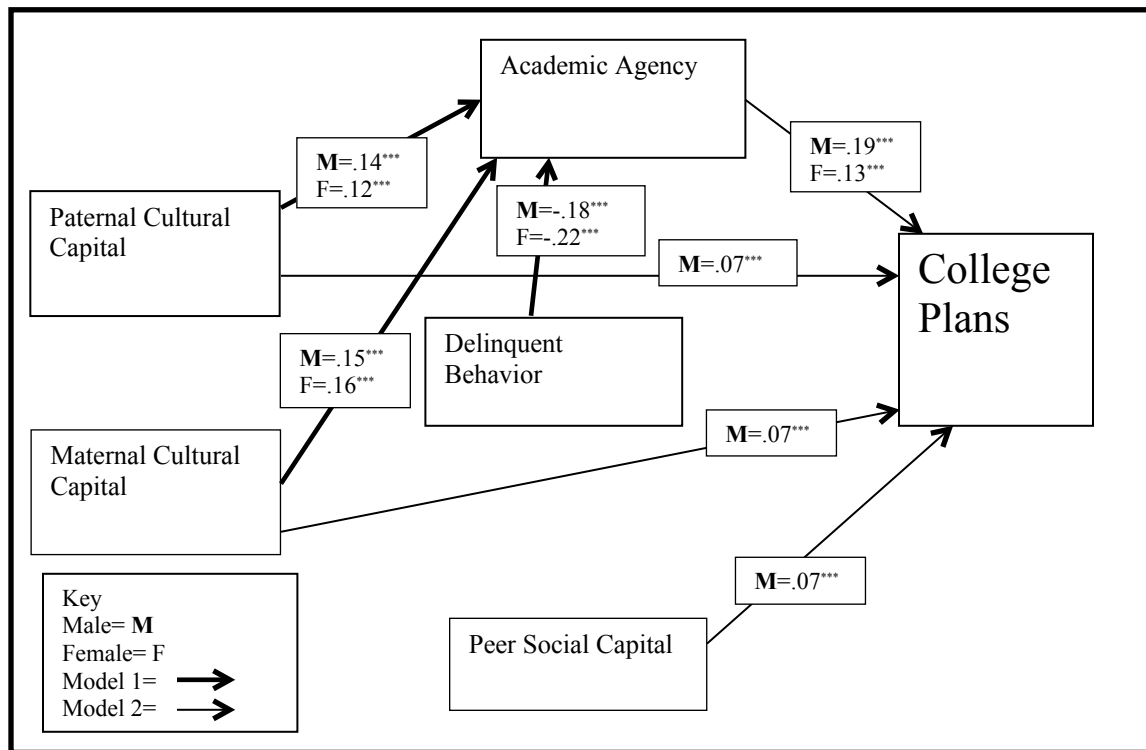 Academic Agency
M=.14***
F=.12***
M=.19***
F=.13***
Paternal Cultural
Capital
M=-.18***
F=-.22***
M=.07***
College
Plans
Delinquent
Behavior
M=.15***
F=.16***
Maternal Cultural
Capital
M=.07***
M=.07***
Peer Social Capital
Key
Male= M
Female= F
Model 1=
Model 2=